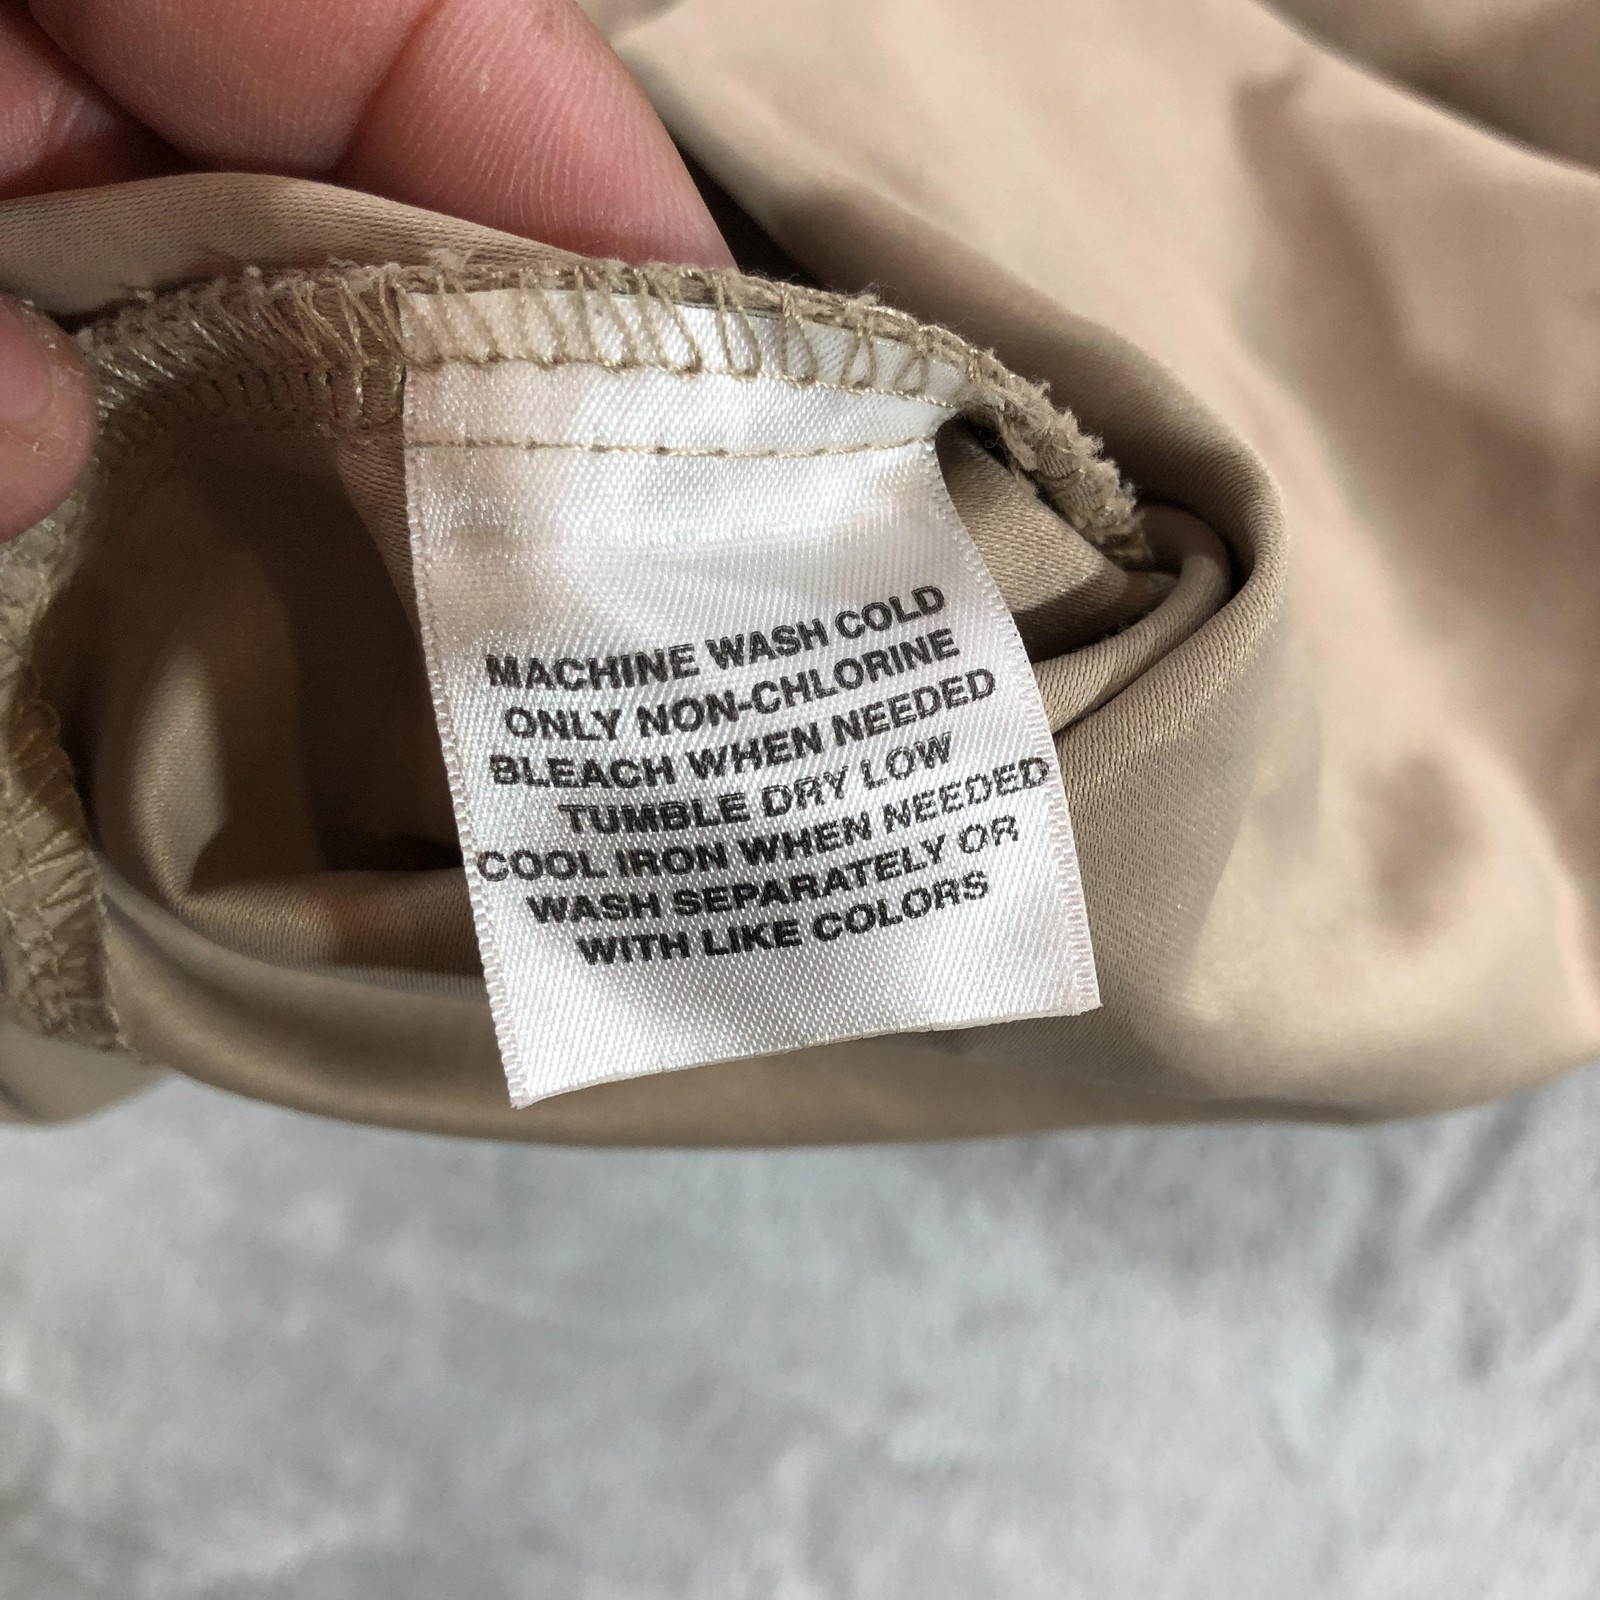 MACHINE WASH COLD
ONLY NON-CHLORINE
BLEACH WHEN NEEDED
TUMBLE DRY LOW
COOL IRON WHEN NEEDED
WASH SEPARATELY OR
WITH LIKE COLORS